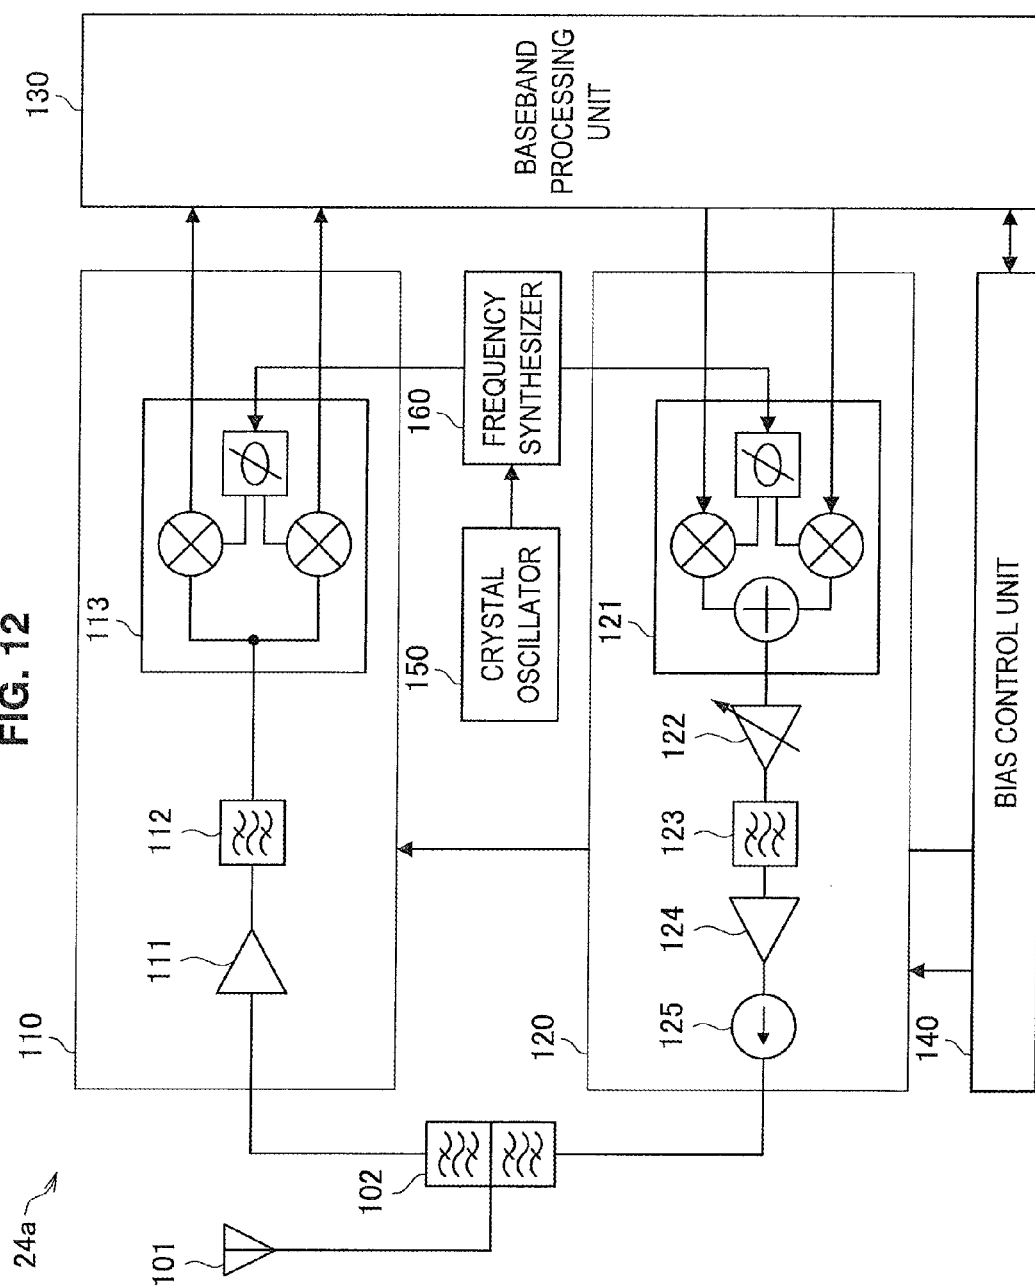 FIG. 12
24a
101
102
110
111
112
113
130
BASEBAND
PROCESSING
UNIT
150
CRYSTAL
OSCILLATOR
160
FREQUENCY
SYNTHESIZER
120
121
122
123
124
125
140
BIAS CONTROL UNIT